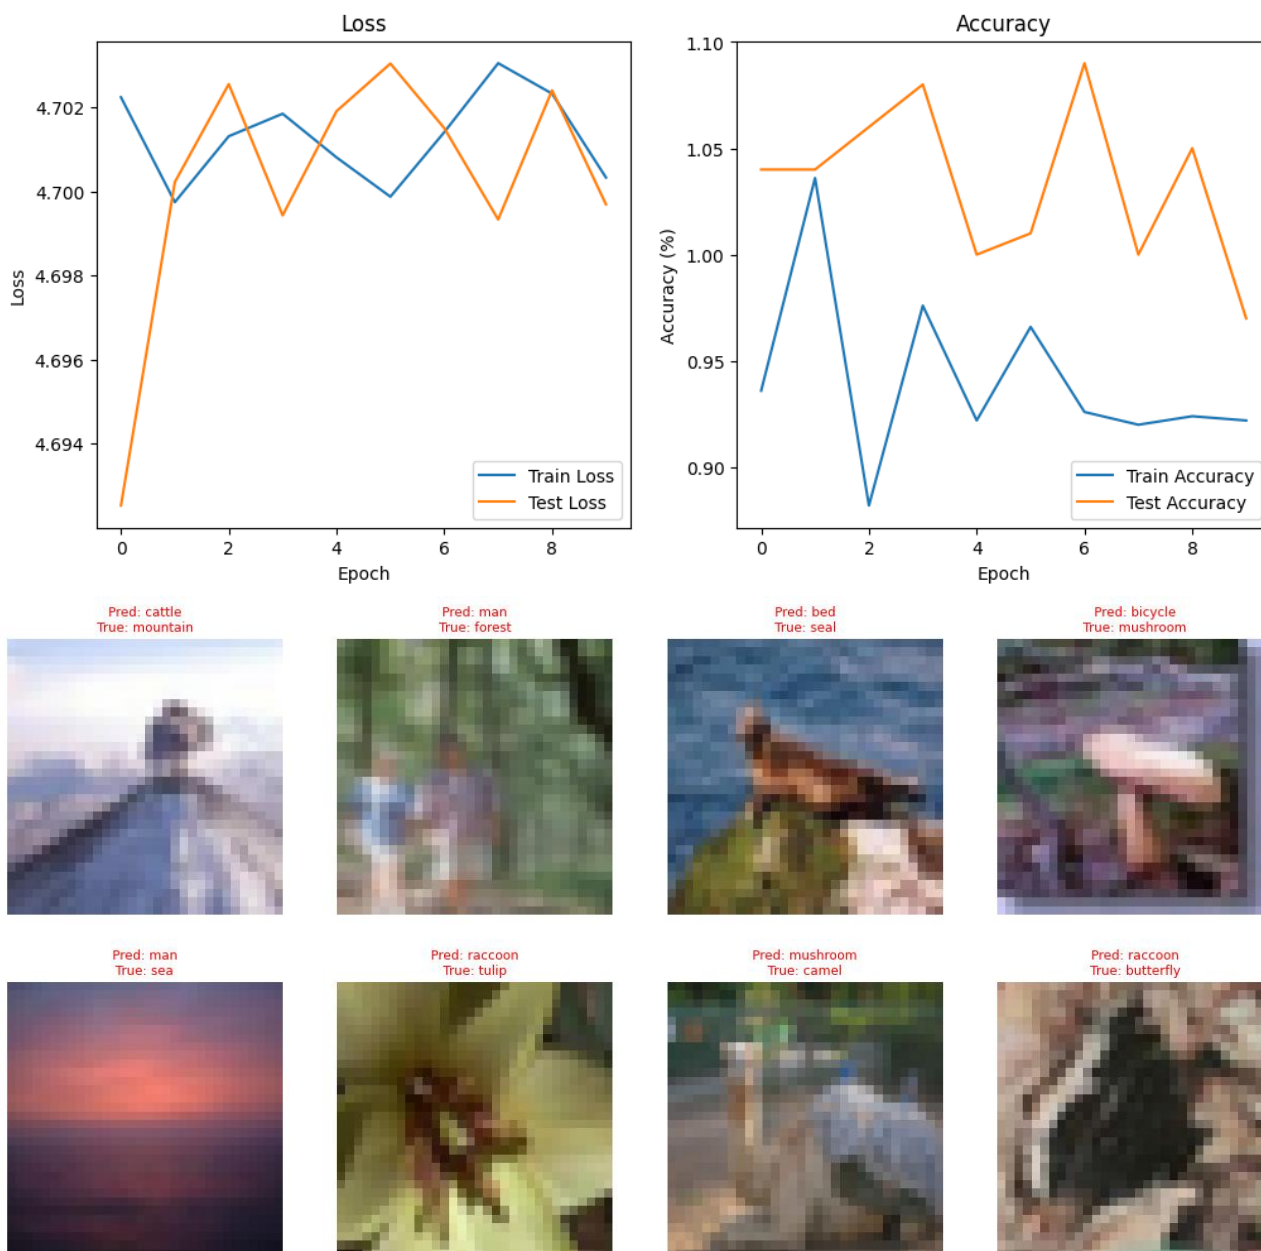 Loss
Loss
4.702
4.700
4.698
4.696
4.694
Train Loss
Test Loss
0 2 4 6 8
Epoch
Accuracy
Accuracy (%)
1.10
1.05
1.00
0.95
0.90
Train Accuracy
Test Accuracy
0 2 4 6 8
Epoch
Pred: cattle
True: mountain
Pred: man
True: forest
Pred: bed
True: seal
Pred: bicycle
True: mushroom
Pred: man
True: sea
Pred: raccoon
True: tulip
Pred: mushroom
True: camel
Pred: raccoon
True: butterfly